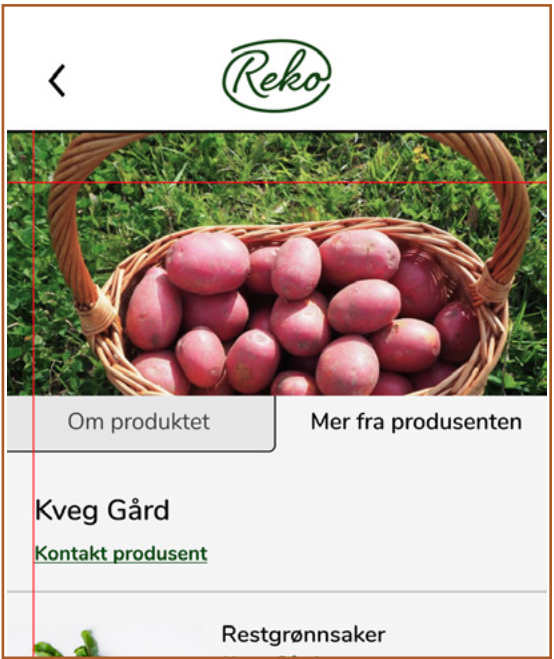 Reko
Om produktet
Mer fra produsenten
Kveg Gård
Kontakt produsent
Restgrønnsaker